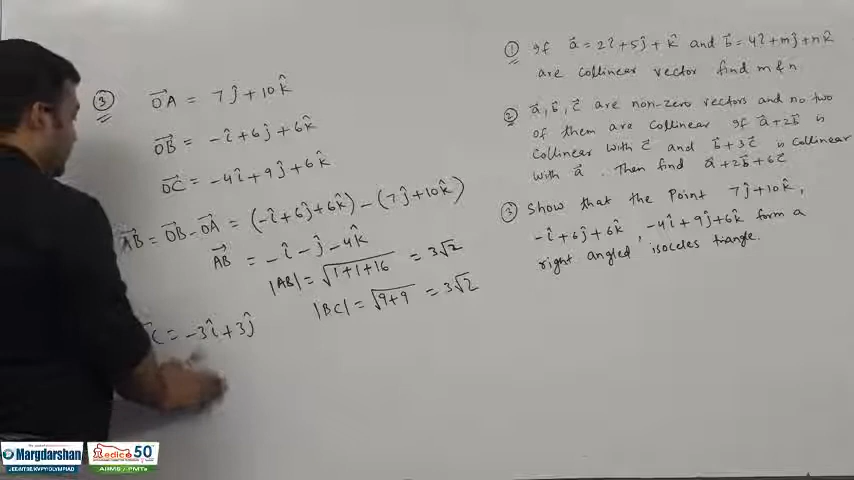 ③ OA⃗ = 7ĵ+10k̂
OB⃗ = -î+6ĵ+6k̂
OC⃗ = -4î+9ĵ+6k̂
AB⃗ = OB⃗-OA⃗ = (-î+6ĵ+6k̂) - (7ĵ+10k̂)
AB⃗ = -î-ĵ-4k̂
|AB| = √1+1+16 = 3√2
|BC| = √9+9 = 3√2
C⃗ = -3î+3ĵ
① If a⃗=2î+5ĵ+k̂ and b⃗=4î+mĵ+nk̂
are collinear vector find m & n
② a⃗,b⃗,c⃗ are non-zero vectors and no two
of them are collinear if a⃗+2b⃗ is
collinear with c⃗ and b⃗+3c⃗ is collinear
with a⃗. Then find a⃗+2b⃗+6c⃗
③ Show that the Point 7ĵ+10k̂,
-î+6ĵ+6k̂, -4î+9ĵ+6k̂ form a
right angled isoceles tiangle.
Margdarshan
JEE/NTSE/KVPY/OLYMPIAD
Medico 50
AIIMS / PMTs